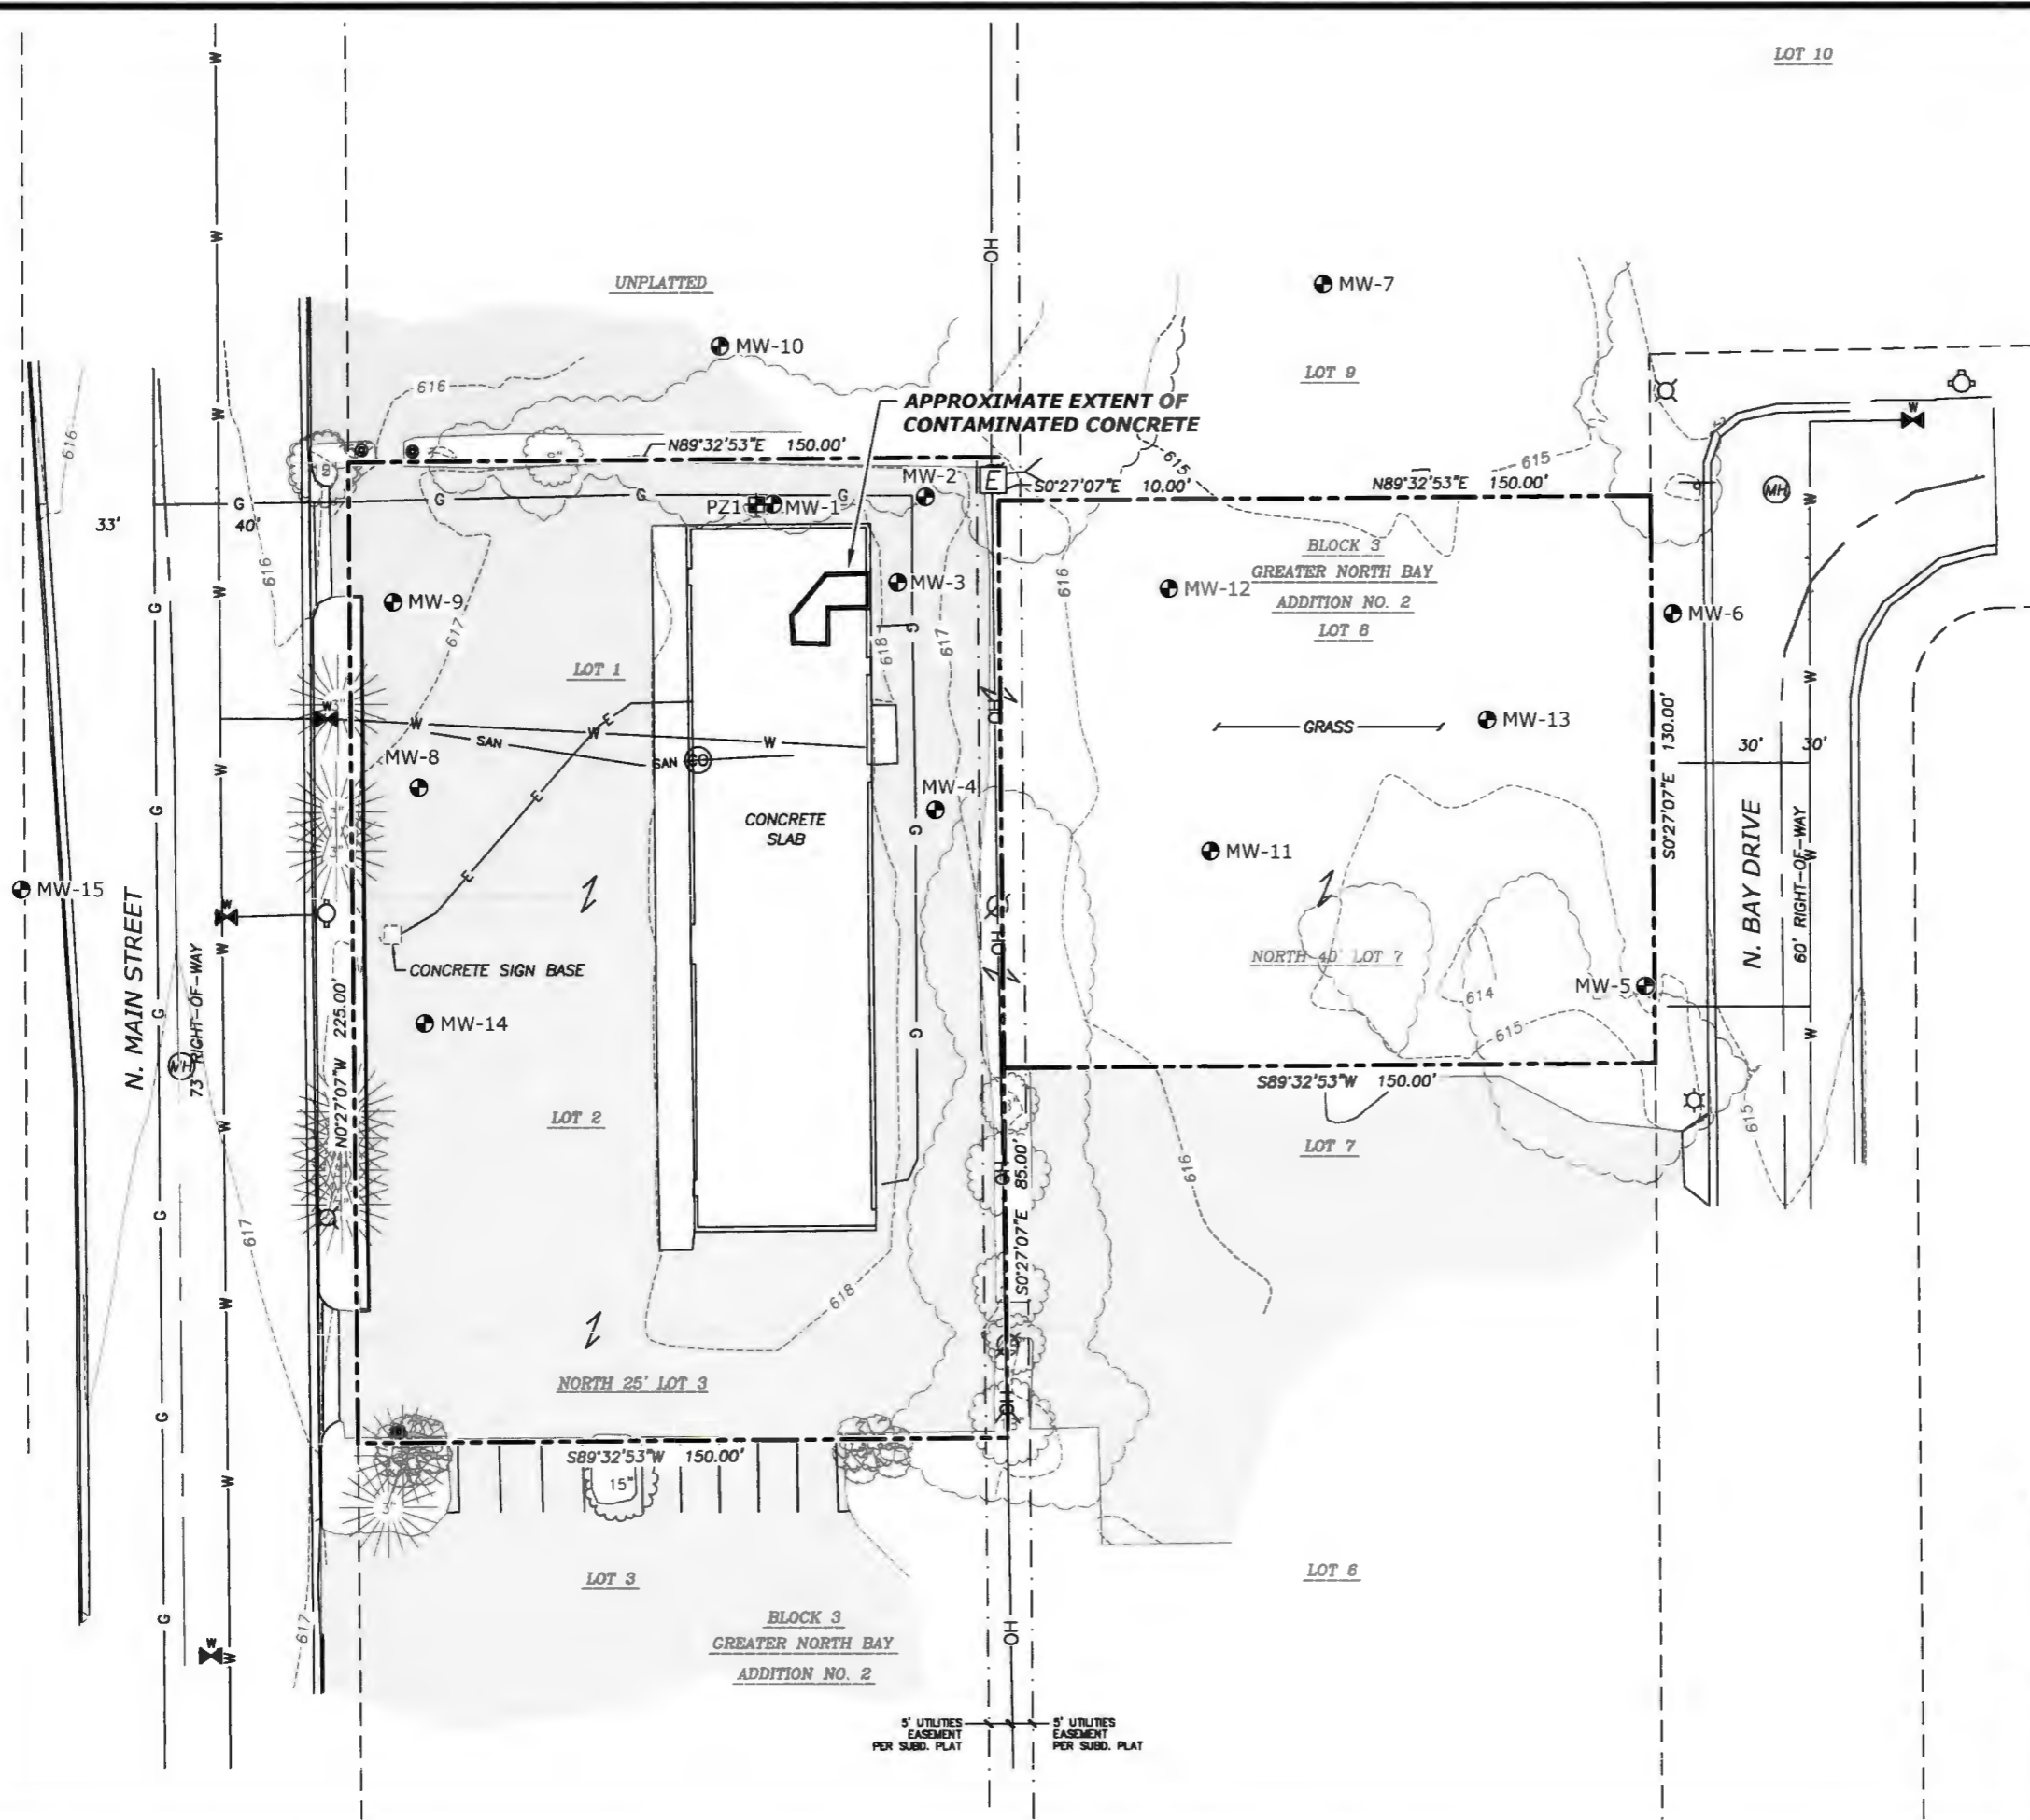 LOT 10
UNPLATTED
MW-7
MW-10
LOT 9
616
APPROXIMATE EXTENT OF
CONTAMINATED CONCRETE
N89°32'53"E 150.00'
616
615
615
W
MW-2
E
S0°27'07"E 10.00'
N89°32'53"E 150.00'
MH
G
G
G
G
33'
40'
PZ1
MW-1
BLOCK 3
GREATER NORTH BAY
ADDITION NO. 2
LOT 8
616
616
MW-3
MW-12
MW-9
MW-6
617
618
617
LOT 1
G
OH
W
W
W
E
MW-13
GRASS
SAN
SAN
CO
130.00'
S0°27'07"E
30'
30'
MW-8
E
MW-4
CONCRETE
SLAB
G
MW-11
E
MW-15
N. MAIN STREET
73' RIGHT-OF-WAY
N. BAY DRIVE
60' RIGHT-OF-WAY
NORTH 40' LOT 7
CONCRETE SIGN BASE
MW-5
614
615
MW-14
G
MH
N0°27'07"W 225.00'
S89°32'53"W 150.00'
LOT 2
LOT 7
615
S0°27'07"E 85.00'
616
617
618
NORTH 25' LOT 3
OH
S89°32'53"W 150.00'
15"
3"
LOT 3
LOT 6
617
BLOCK 3
GREATER NORTH BAY
ADDITION NO. 2
OH
W
5' UTILITIES
EASEMENT
PER SUBD. PLAT
5' UTILITIES
EASEMENT
PER SUBD. PLAT